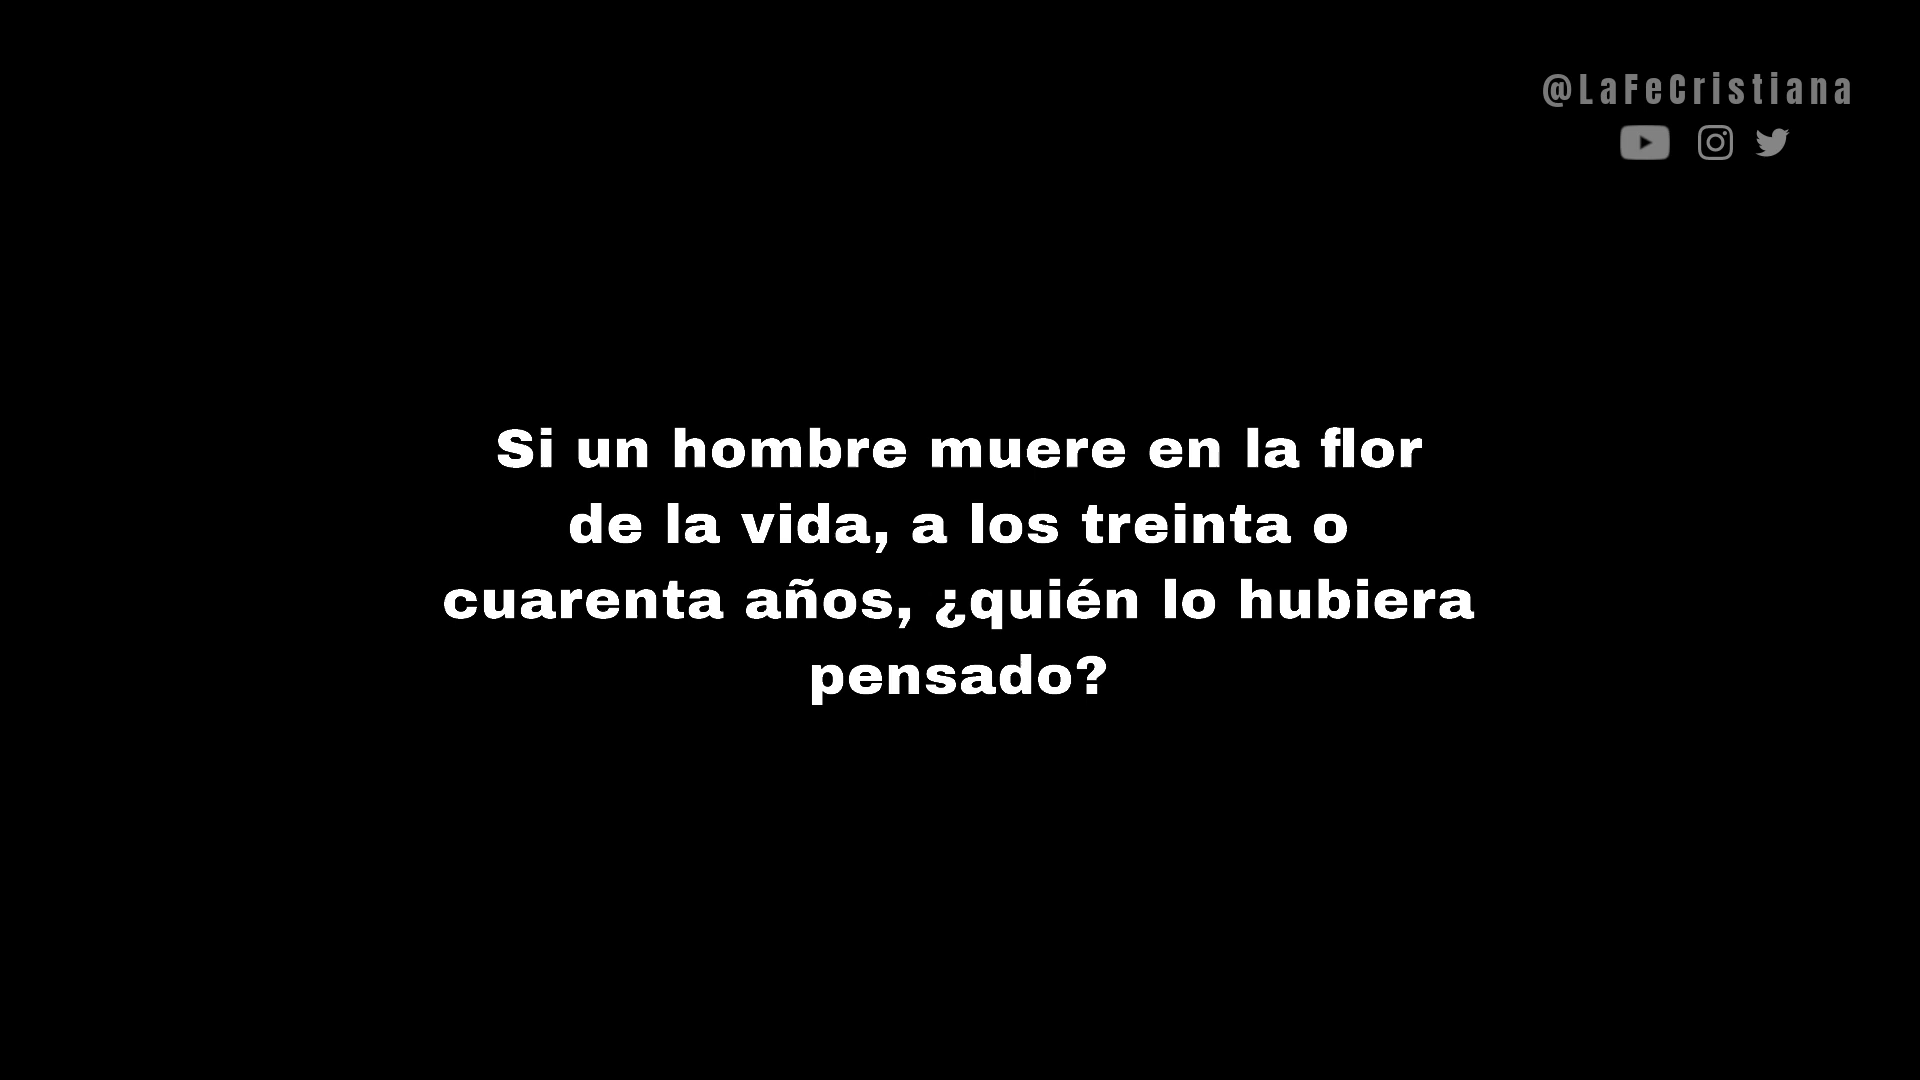 @LaFeCristiana
Si un hombre muere en la flor
de la vida, a los treinta o
cuarenta años, ¿quién lo hubiera
pensado?